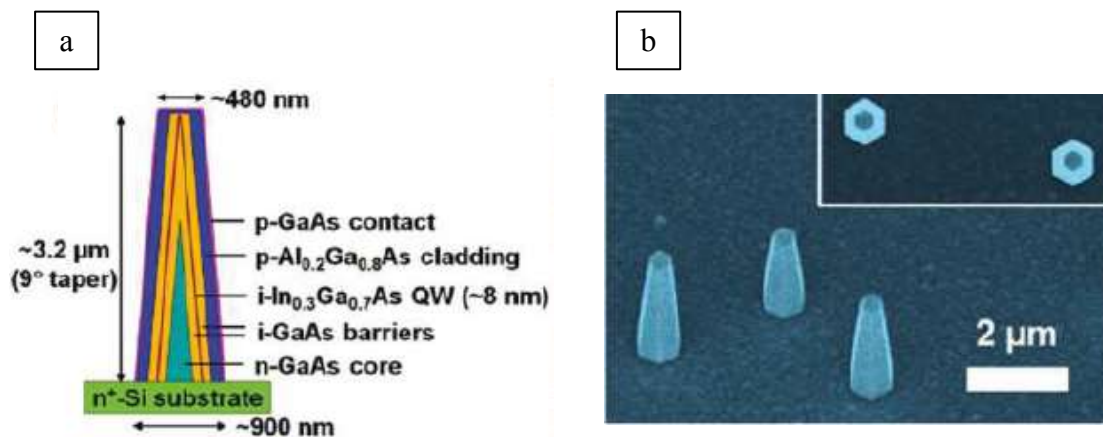 a
b
~480 nm
p-GaAs contact
~3.2 µm
(9° taper)
p-Al0.2Ga0.8As cladding
i-In0.3Ga0.7As QW (~8 nm)
i-GaAs barriers
n-GaAs core
n⁺-Si substrate
~900 nm
2 µm